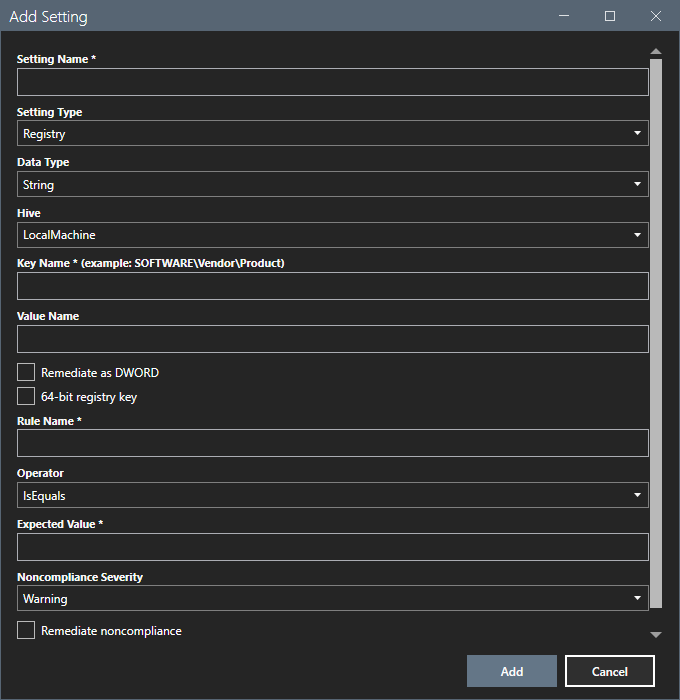 Add Setting
Setting Name *
Setting Type
Registry
Data Type
String
Hive
LocalMachine
Key Name * (example: SOFTWARE\Vendor\Product)
Value Name
Remediate as DWORD
64-bit registry key
Rule Name *
Operator
IsEquals
Expected Value *
Noncompliance Severity
Warning
Remediate noncompliance
Add Cancel